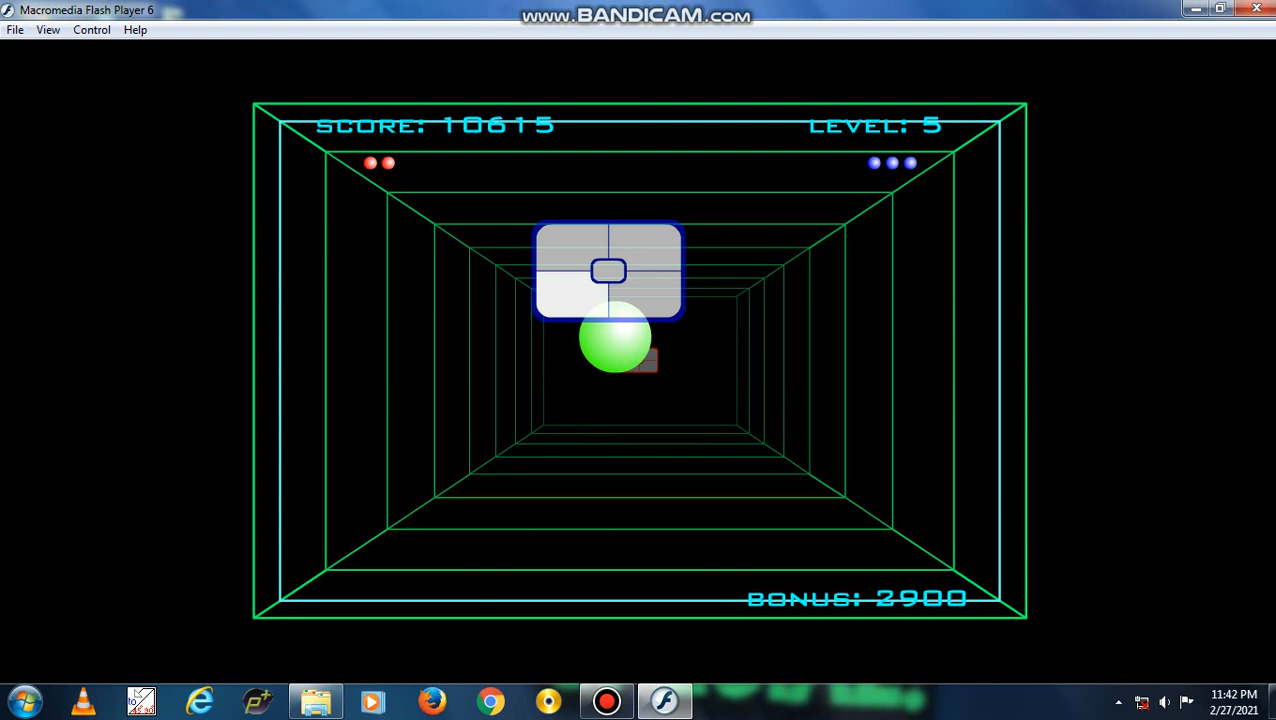 Macromedia Flash Player 6
www.BANDICAM.com
File View Control Help
SCORE: 10615
LEVEL: 5
BONUS: 2900
11:42 PM
2/27/2021